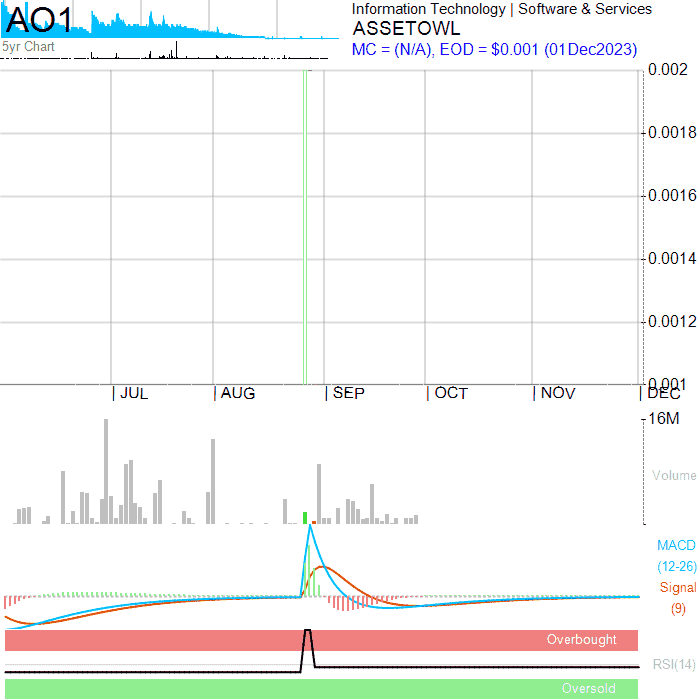 AO1
5yr Chart
Information Technology | Software & Services
ASSETOWL
MC = (N/A), EOD = $0.001 (01Dec2023)
0.002
0.0018
0.0016
0.0014
0.0012
0.001
JUL AUG SEP OCT NOV DEC
16M
Volume
MACD
(12-26)
Signal
(9)
Overbought
RSI(14)
Oversold